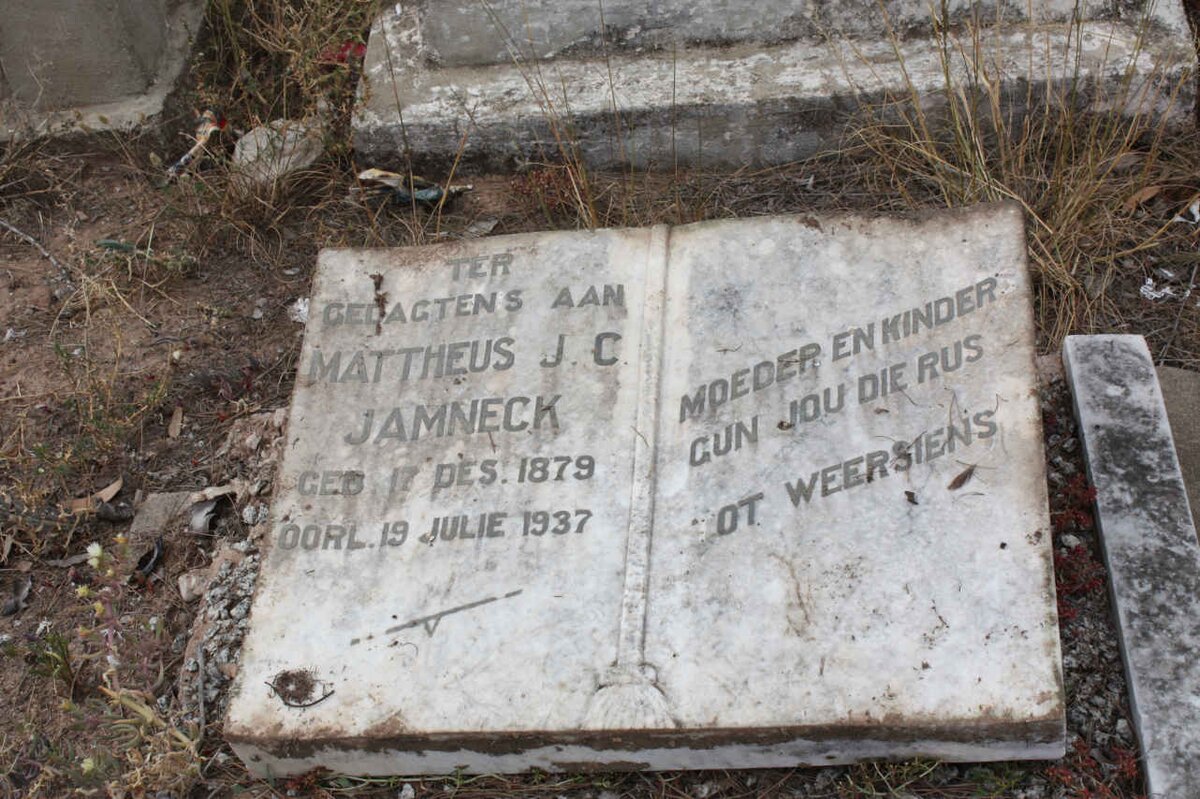 TER
GEDAGTENS AAN
MATTHEUS J. C.
JAMNECK
GEB 17 DES. 1879
OORL. 19 JULIE 1937
MOEDER EN KINDER
GUN JOU DIE RUS
OT WEERSIENS